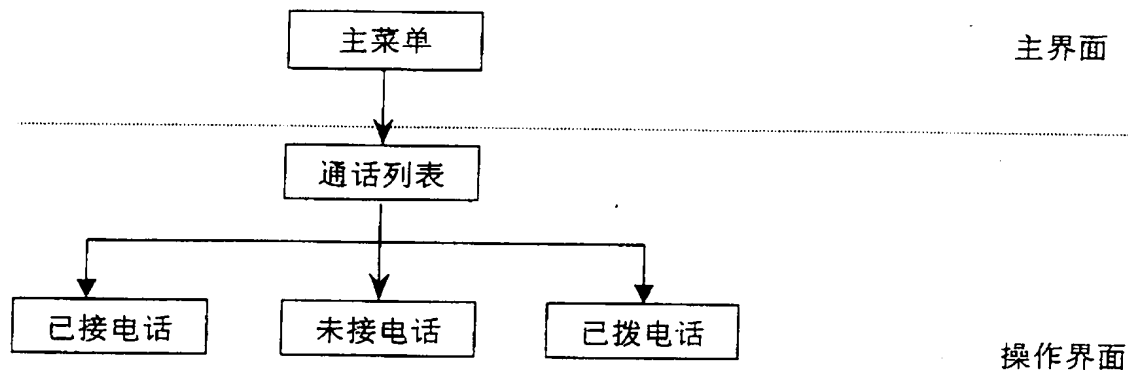 主菜单
主界面
通话列表
已接电话
未接电话
已拨电话
操作界面